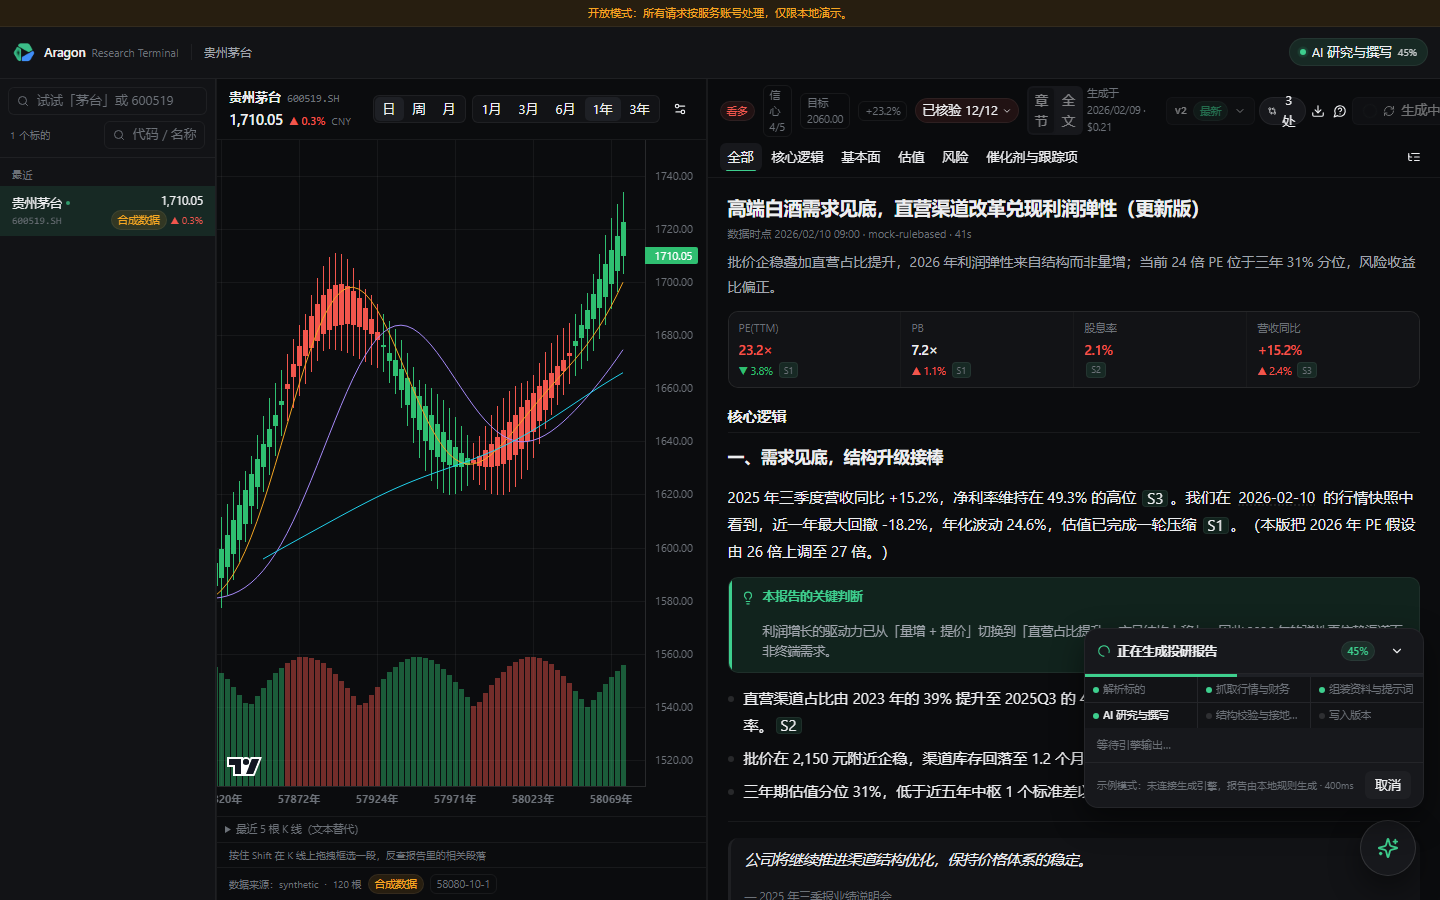 开放模式：所有请求按服务账号处理，仅限本地演示。
Aragon Research Terminal 贵州茅台
AI 研究与撰写 45%
试试「茅台」或 600519
1 个标的
代码 / 名称
最近
贵州茅台 1,710.05
600519.SH 合成数据 ▲ 0.3%
贵州茅台 600519.SH
1,710.05 ▲ 0.3% CNY
日 周 月
1月 3月 6月 1年 3年
1740.00
1720.00
1710.05
1700.00
1680.00
1660.00
1640.00
1620.00
1600.00
1580.00
1560.00
1540.00
1520.00
820年 57872年 57924年 57971年 58023年 58069年
▶ 最近 5 根 K 线（文本替代）
按住 Shift 在 K 线上拖拽框选一段，反查报告里的相关段落
数据来源：synthetic · 120 根 合成数据 58080-10-1
看多
信心 4/5
目标 2060.00
+23.2%
已核验 12/12
章节 全文
生成于 2026/02/09 · $0.21
v2 最新
3 处
生成中
全部 核心逻辑 基本面 估值 风险 催化剂与跟踪项
高端白酒需求见底，直营渠道改革兑现利润弹性（更新版）
数据时点 2026/02/10 09:00 · mock-rulebased · 41s
批价企稳叠加直营占比提升，2026 年利润弹性来自结构而非量增；当前 24 倍 PE 位于三年 31% 分位，风险收益
比偏正。
PE(TTM) PB 股息率 营收同比
23.2× 7.2× 2.1% +15.2%
▼ 3.8% S1 ▲ 1.1% S1 S2 ▲ 2.4% S3
核心逻辑
一、需求见底，结构升级接棒
2025 年三季度营收同比 +15.2%，净利率维持在 49.3% 的高位 S3 。我们在 2026-02-10 的行情快照中
看到，近一年最大回撤 -18.2%，年化波动 24.6%，估值已完成一轮压缩 S1 。（本版把 2026 年 PE 假设
由 26 倍上调至 27 倍。）
本报告的关键判断
利润增长的驱动力已从「量增 + 提价」切换到「直营占比提升
非终端需求。
直营渠道占比由 2023 年的 39% 提升至 2025Q3 的 4
率。 S2
批价在 2,150 元附近企稳，渠道库存回落至 1.2 个月
三年期估值分位 31%，低于近五年中枢 1 个标准差以
公司将继续推进渠道结构优化，保持价格体系的稳定。
— 2025 年三季报业绩说明会
正在生成投研报告 45%
解析标的 抓取行情与财务 组装资料与提示词
AI 研究与撰写 结构校验与接地... 写入版本
等待引擎输出...
示例模式：未连接生成引擎，报告由本地规则生成 · 400ms 取消